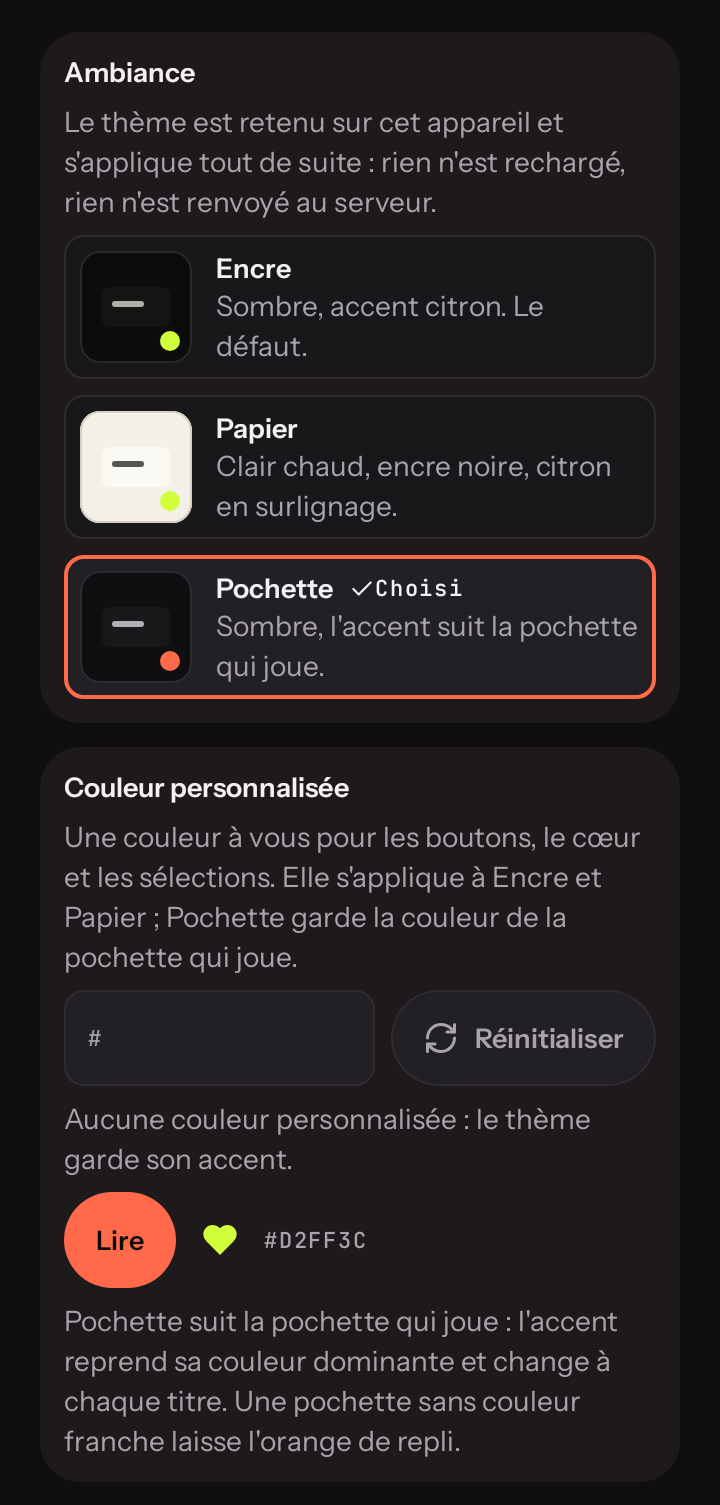 Ambiance
Le thème est retenu sur cet appareil et
s'applique tout de suite : rien n'est rechargé,
rien n'est renvoyé au serveur.
Encre
Sombre, accent citron. Le
défaut.
Papier
Clair chaud, encre noire, citron
en surlignage.
Pochette ✓Choisi
Sombre, l'accent suit la pochette
qui joue.
Couleur personnalisée
Une couleur à vous pour les boutons, le cœur
et les sélections. Elle s'applique à Encre et
Papier ; Pochette garde la couleur de la
pochette qui joue.
# Réinitialiser
Aucune couleur personnalisée : le thème
garde son accent.
Lire #D2FF3C
Pochette suit la pochette qui joue : l'accent
reprend sa couleur dominante et change à
chaque titre. Une pochette sans couleur
franche laisse l'orange de repli.